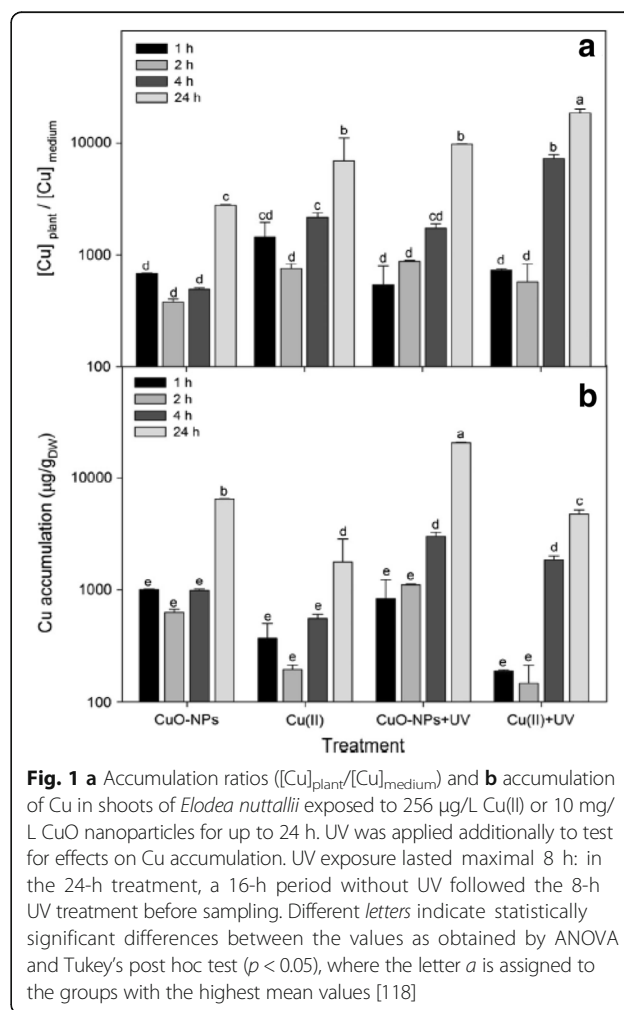 a
1 h
2 h
4 h
24 h
[Cu] plant / [Cu] medium
10000
1000
100
d
d
d
c
cd
d
c
b
d
d
cd
b
d
d
b
a
b
1 h
2 h
4 h
24 h
Cu accumulation (µg/gDW)
10000
1000
100
e
e
e
b
e
e
e
d
e
e
d
a
e
e
d
c
CuO-NPs Cu(II) CuO-NPs+UV Cu(II)+UV
Treatment
Fig. 1 a Accumulation ratios ([Cu]plant/[Cu]medium) and b accumulation
of Cu in shoots of Elodea nuttallii exposed to 256 µg/L Cu(II) or 10 mg/
L CuO nanoparticles for up to 24 h. UV was applied additionally to test
for effects on Cu accumulation. UV exposure lasted maximal 8 h: in
the 24-h treatment, a 16-h period without UV followed the 8-h
UV treatment before sampling. Different letters indicate statistically
significant differences between the values as obtained by ANOVA
and Tukey's post hoc test (p < 0.05), where the letter a is assigned to
the groups with the highest mean values [118]